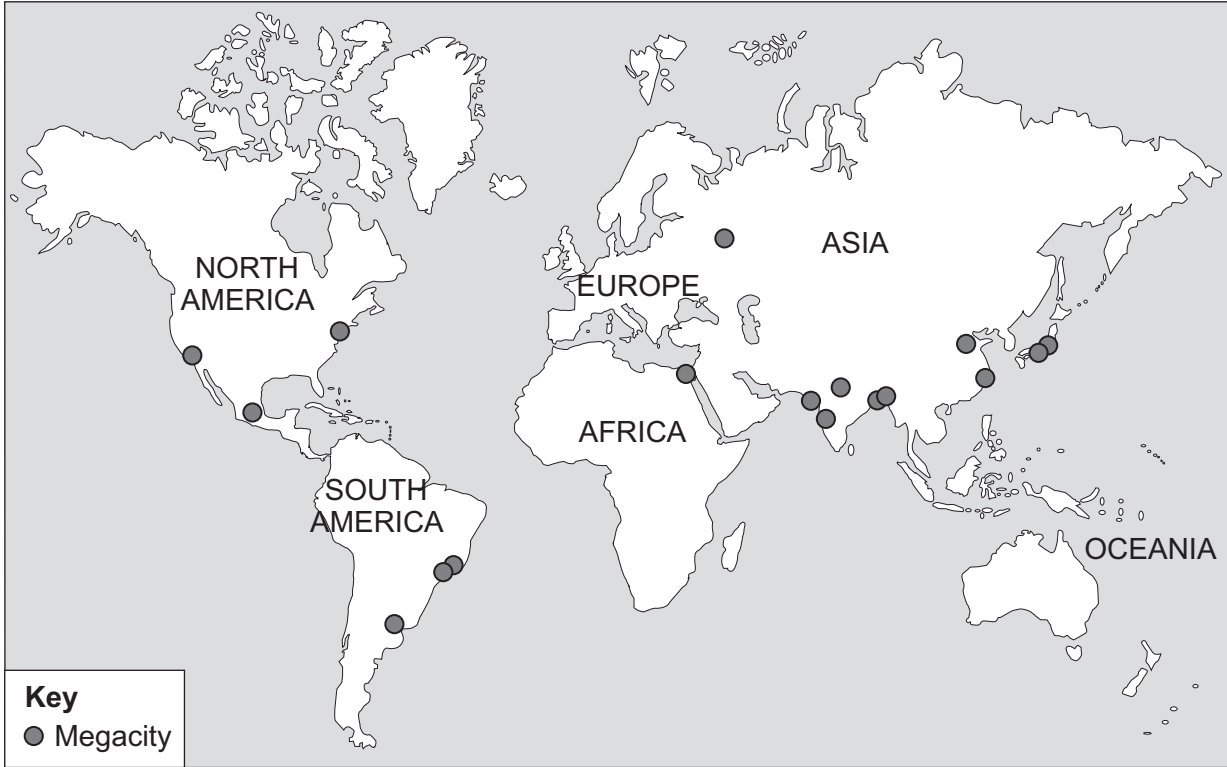 NORTH
AMERICA
EUROPE
ASIA
AFRICA
SOUTH
AMERICA
OCEANIA
Key
Megacity